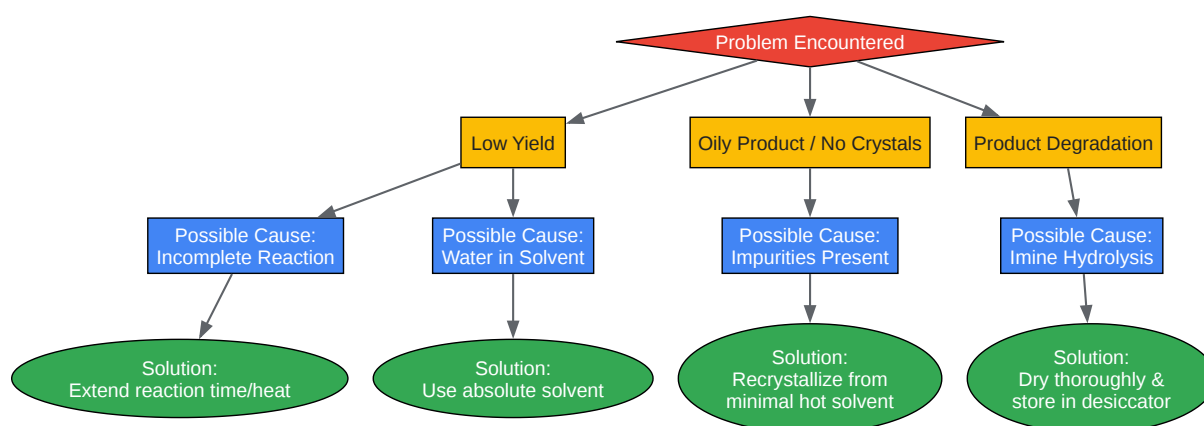 Problem Encountered
Low Yield
Oily Product / No Crystals
Product Degradation
Possible Cause:
Incomplete Reaction
Possible Cause:
Water in Solvent
Possible Cause:
Impurities Present
Possible Cause:
Imine Hydrolysis
Solution:
Extend reaction time/heat
Solution:
Use absolute solvent
Solution:
Recrystallize from
minimal hot solvent
Solution:
Dry thoroughly &
store in desiccator